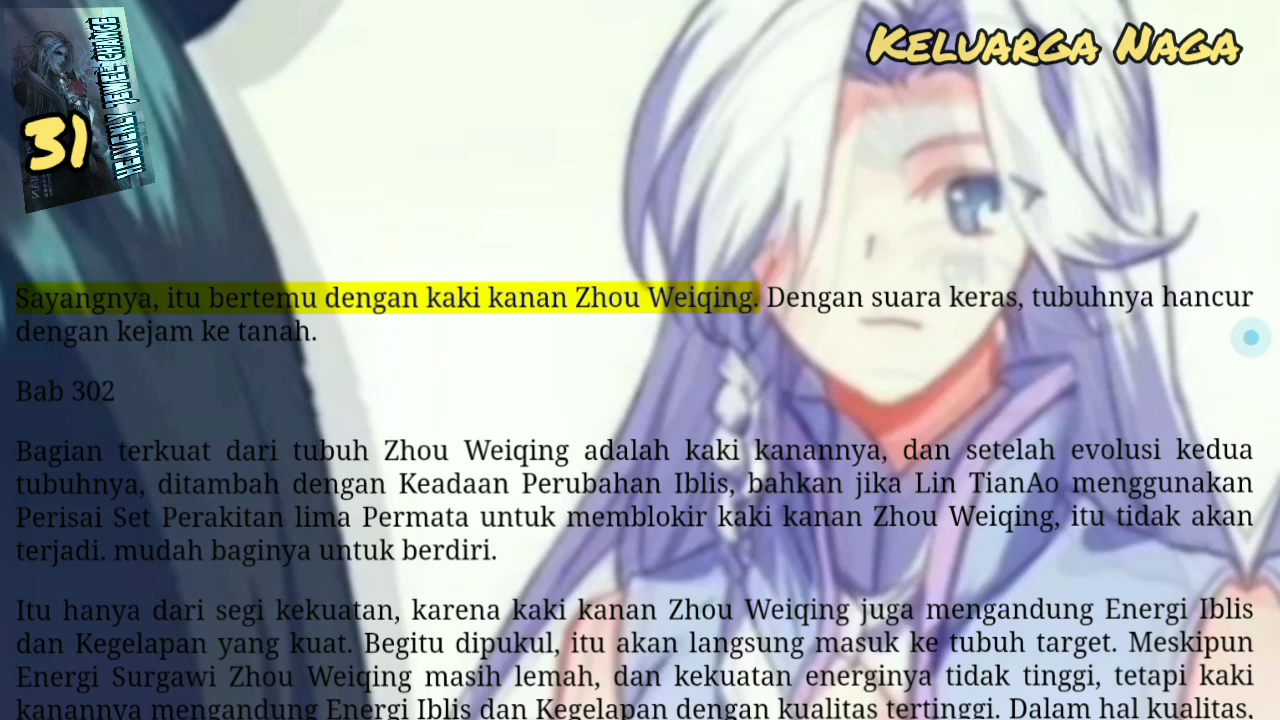 Keluarga Naga
HEAVENLY JEWEL CHANGE
31
Sayangnya, itu bertemu dengan kaki kanan Zhou Weiqing. Dengan suara keras, tubuhnya hancur
dengan kejam ke tanah.
Bab 302
Bagian terkuat dari tubuh Zhou Weiqing adalah kaki kanannya, dan setelah evolusi kedua
tubuhnya, ditambah dengan Keadaan Perubahan Iblis, bahkan jika Lin TianAo menggunakan
Perisai Set Perakitan lima Permata untuk memblokir kaki kanan Zhou Weiqing, itu tidak akan
terjadi. mudah baginya untuk berdiri.
Itu hanya dari segi kekuatan, karena kaki kanan Zhou Weiqing juga mengandung Energi Iblis
dan Kegelapan yang kuat. Begitu dipukul, itu akan langsung masuk ke tubuh target. Meskipun
Energi Surgawi Zhou Weiqing masih lemah, dan kekuatan energinya tidak tinggi, tetapi kaki
kanannya mengandung Energi Iblis dan Kegelapan dengan kualitas tertinggi. Dalam hal kualitas,